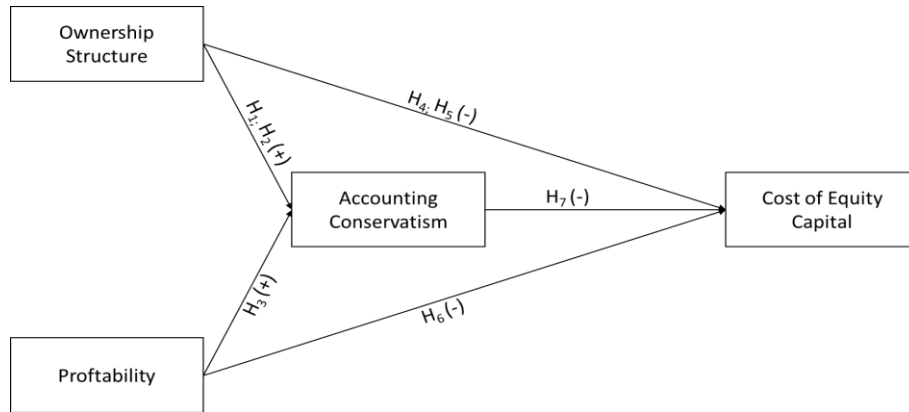 Ownership
Structure
H₄; H₅ (-)
H₁; H₂ (+)
Accounting
Conservatism
H₇ (-)
Cost of Equity
Capital
H₃ (+)
H₆ (-)
Proftability